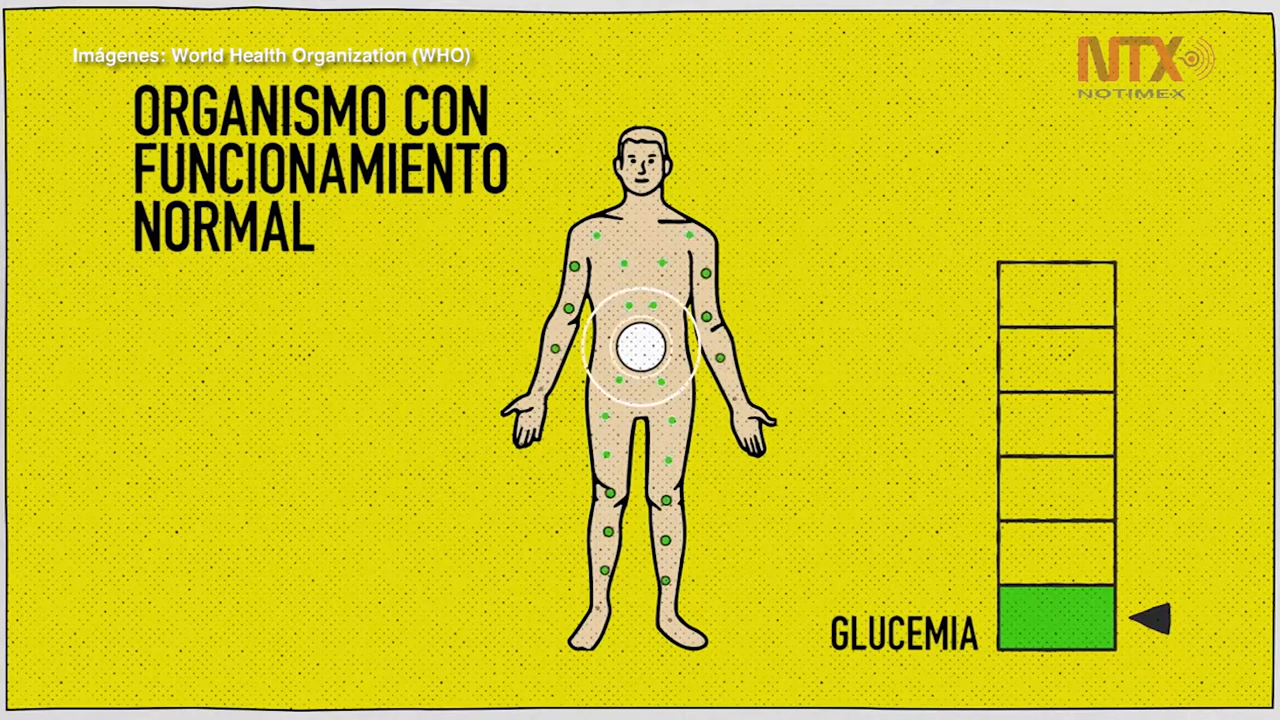 Imágenes: World Health Organization (WHO)
NTX
NOTIMEX
ORGANISMO CON
FUNCIONAMIENTO
NORMAL
GLUCEMIA